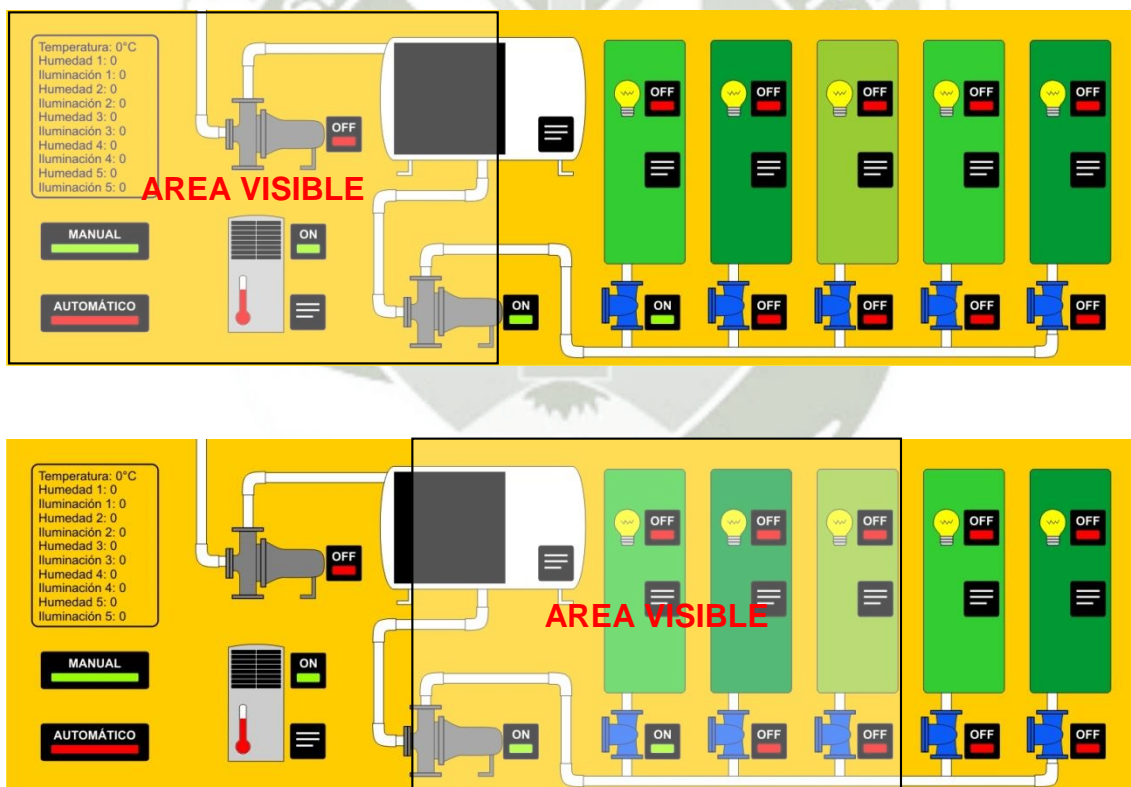 Temperatura: 0°C
Humedad 1: 0
Iluminación 1: 0
Humedad 2: 0
Iluminación 2: 0
Humedad 3: 0
Iluminación 3: 0
Humedad 4: 0
Iluminación 4: 0
Humedad 5: 0
Iluminación 5: 0
OFF
OFF OFF OFF OFF OFF
AREA VISIBLE
MANUAL
ON
AUTOMÁTICO
ON
ON OFF OFF OFF OFF
Temperatura: 0°C
Humedad 1: 0
Iluminación 1: 0
Humedad 2: 0
Iluminación 2: 0
Humedad 3: 0
Iluminación 3: 0
Humedad 4: 0
Iluminación 4: 0
Humedad 5: 0
Iluminación 5: 0
OFF
OFF OFF OFF OFF OFF
AREA VISIBLE
MANUAL
ON
AUTOMÁTICO
ON
ON OFF OFF OFF OFF